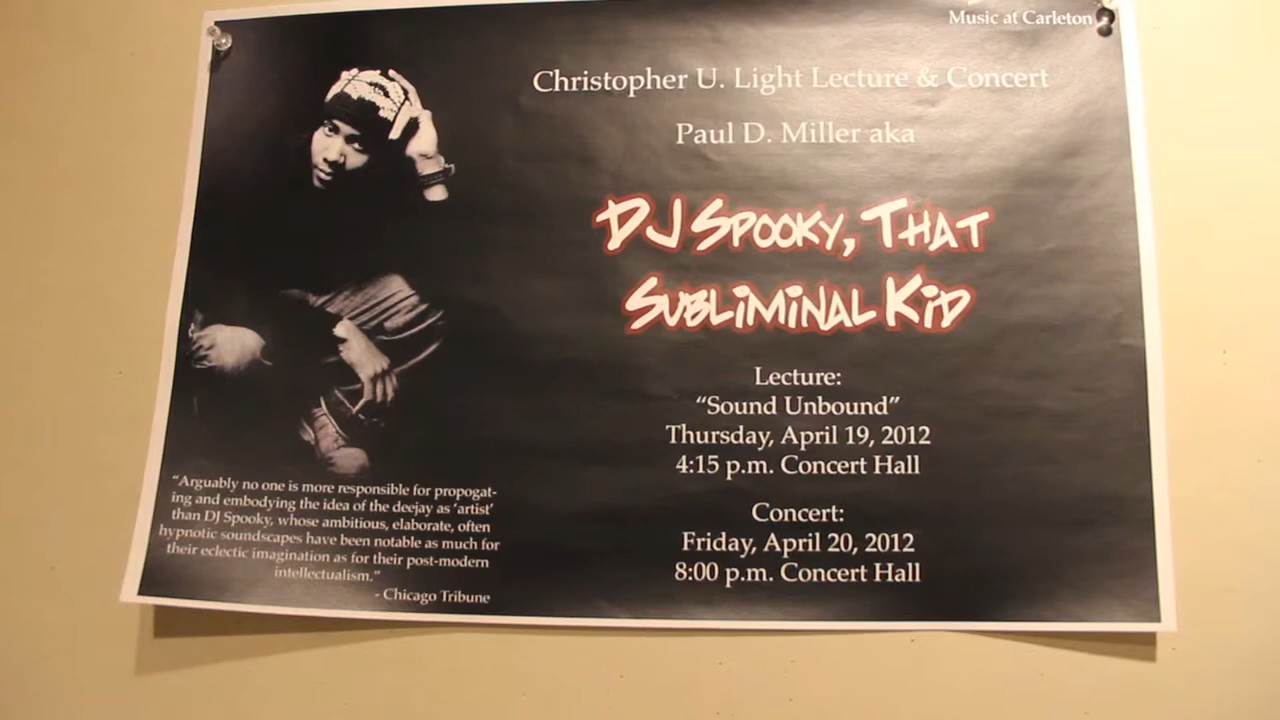 Music at Carleton
Christopher U. Light Lecture & Concert
Paul D. Miller aka
DJ Spooky, That
Subliminal Kid
Lecture:
“Sound Unbound”
Thursday, April 19, 2012
4:15 p.m. Concert Hall
Concert:
Friday, April 20, 2012
8:00 p.m. Concert Hall
“Arguably no one is more responsible for propogat-
ing and embodying the idea of the deejay as ‘artist’
than DJ Spooky, whose ambitious, elaborate, often
hypnotic soundscapes have been notable as much for
their eclectic imagination as for their post-modern
intellectualism.”
- Chicago Tribune